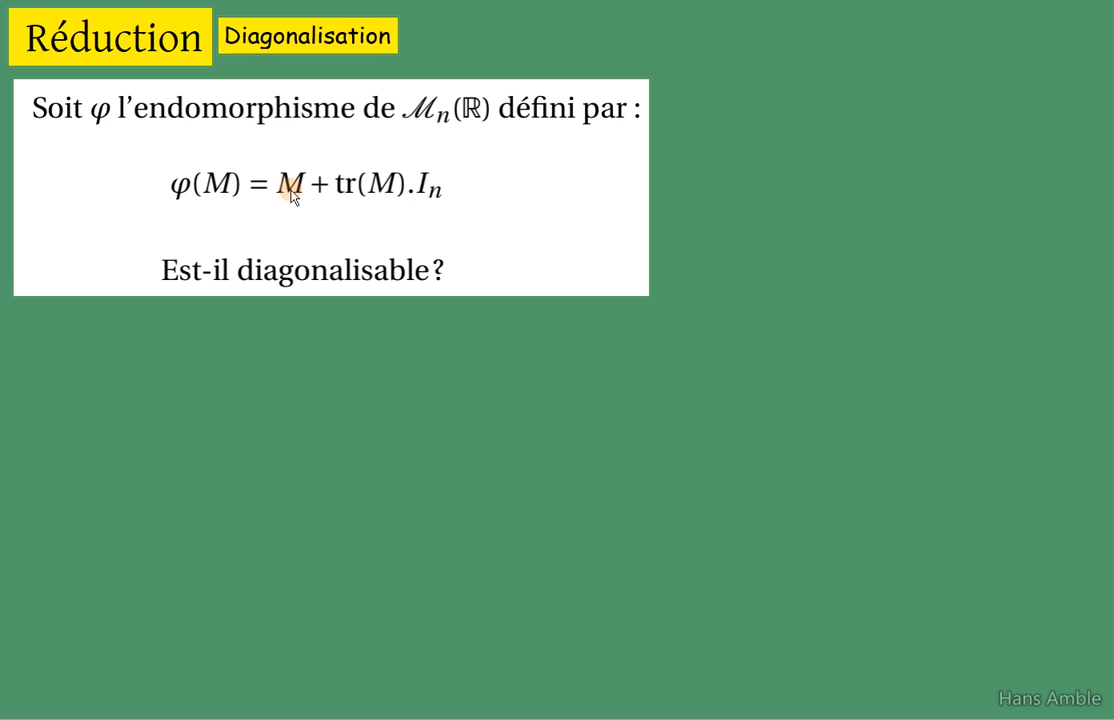 Réduction
Diagonalisation
Soit φ l'endomorphisme de ℳₙ(ℝ) défini par :
φ(M) = M + tr(M).Iₙ
Est-il diagonalisable ?
Hans Amble